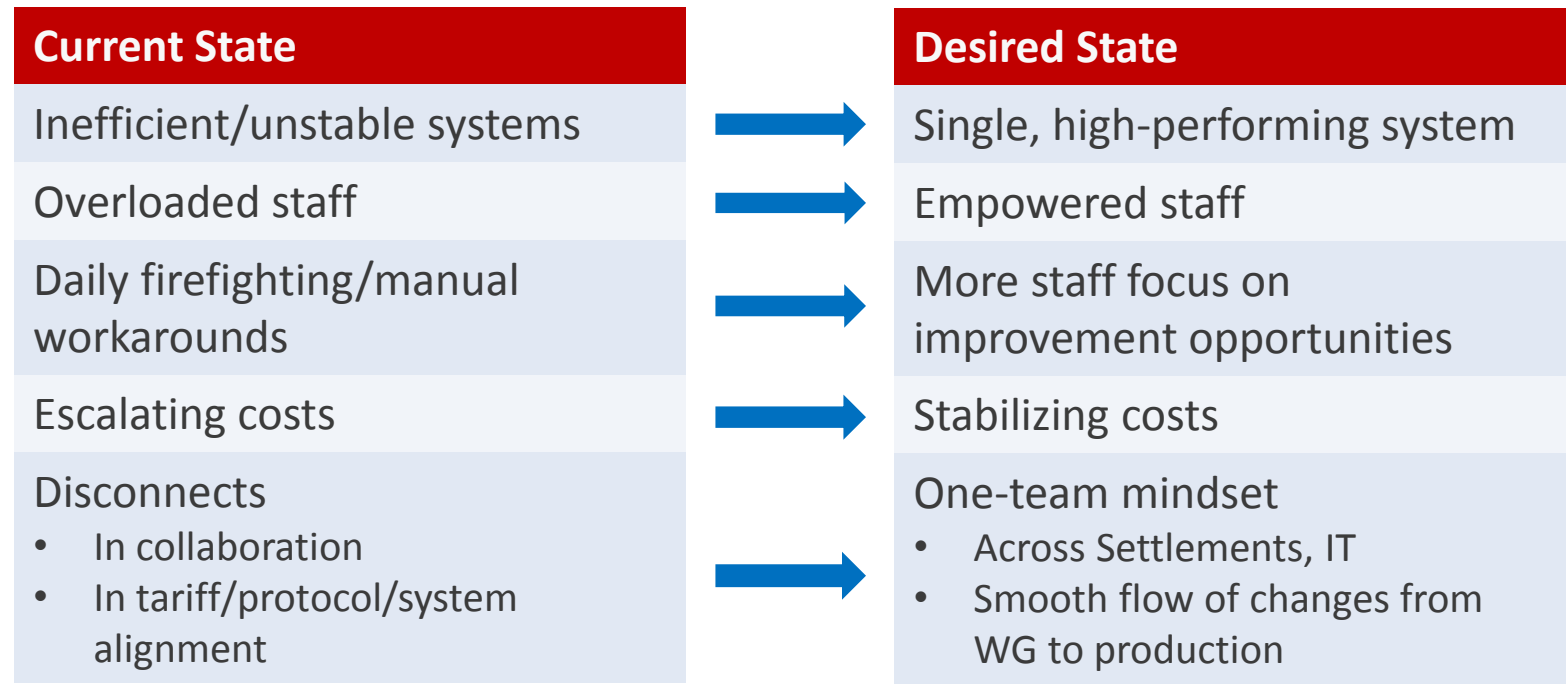 Current State
Inefficient/unstable systems
Overloaded staff
Daily firefighting/manual
workarounds
Escalating costs
Disconnects
• In collaboration
• In tariff/protocol/system
alignment
Desired State
Single, high-performing system
Empowered staff
More staff focus on
improvement opportunities
Stabilizing costs
One-team mindset
• Across Settlements, IT
• Smooth flow of changes from
WG to production